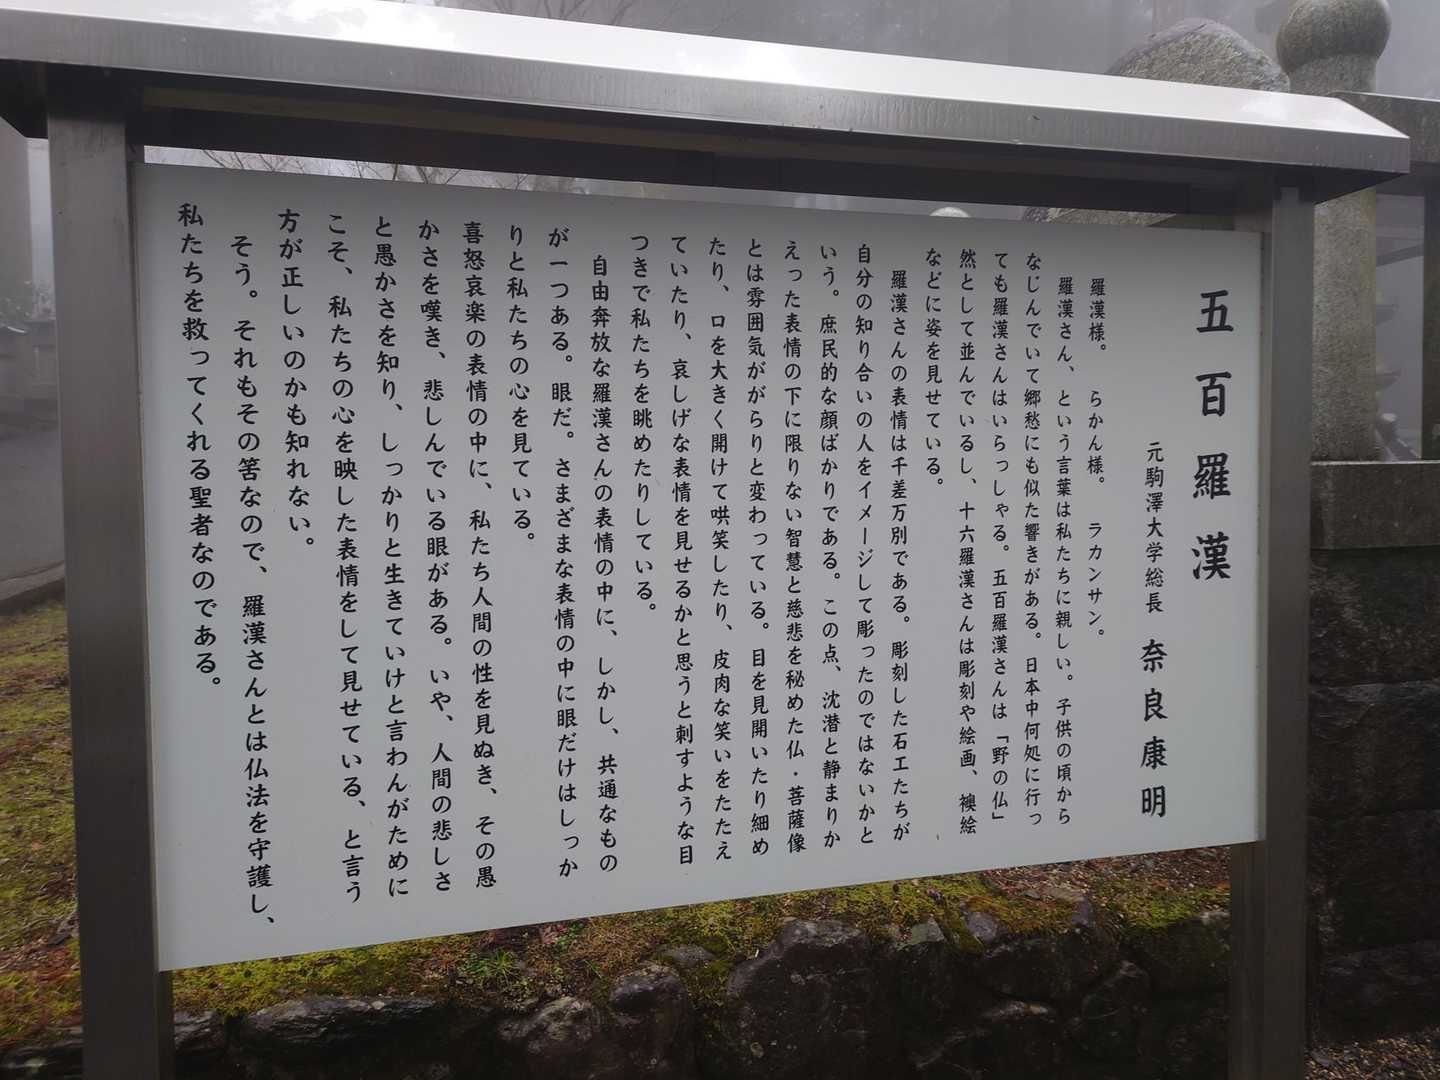 五百羅漢
元駒澤大学総長 奈良康明
羅漢様。 らかん様。 ラカンサン。
羅漢さん、という言葉は私たちに親しい。子供の頃から
なじんでいて郷愁にも似た響きがある。日本中何処に行っ
ても羅漢さんはいらっしゃる。五百羅漢さんは「野の仏」
然として並んでいるし、十六羅漢さんは彫刻や絵画、襖絵
などに姿を見せている。
羅漢さんの表情は千差万別である。彫刻した石工たちが
自分の知り合いの人をイメージして彫ったのではないかと
いう。庶民的な顔ばかりである。この点、沈潜と静まりか
えった表情の下に限りない智慧と慈悲を秘めた仏・菩薩像
とは雰囲気ががらりと変わっている。目を見開いたり細め
たり、口を大きく開けて哄笑したり、皮肉な笑いをたたえ
ていたり、哀しげな表情を見せるかと思うと刺すような目
つきで私たちを眺めたりしている。
自由奔放な羅漢さんの表情の中に、しかし、共通なもの
が一つある。眼だ。さまざまな表情の中に眼だけはしっか
りと私たちの心を見ている。
喜怒哀楽の表情の中に、私たち人間の性を見ぬき、その愚
かさを嘆き、悲しんでいる眼がある。いや、人間の悲しさ
と愚かさを知り、しっかりと生きていけと言わんがために
こそ、私たちの心を映した表情をして見せている、と言う
方が正しいのかも知れない。
そう。それもその筈なので、羅漢さんとは仏法を守護し、
私たちを救ってくれる聖者なのである。